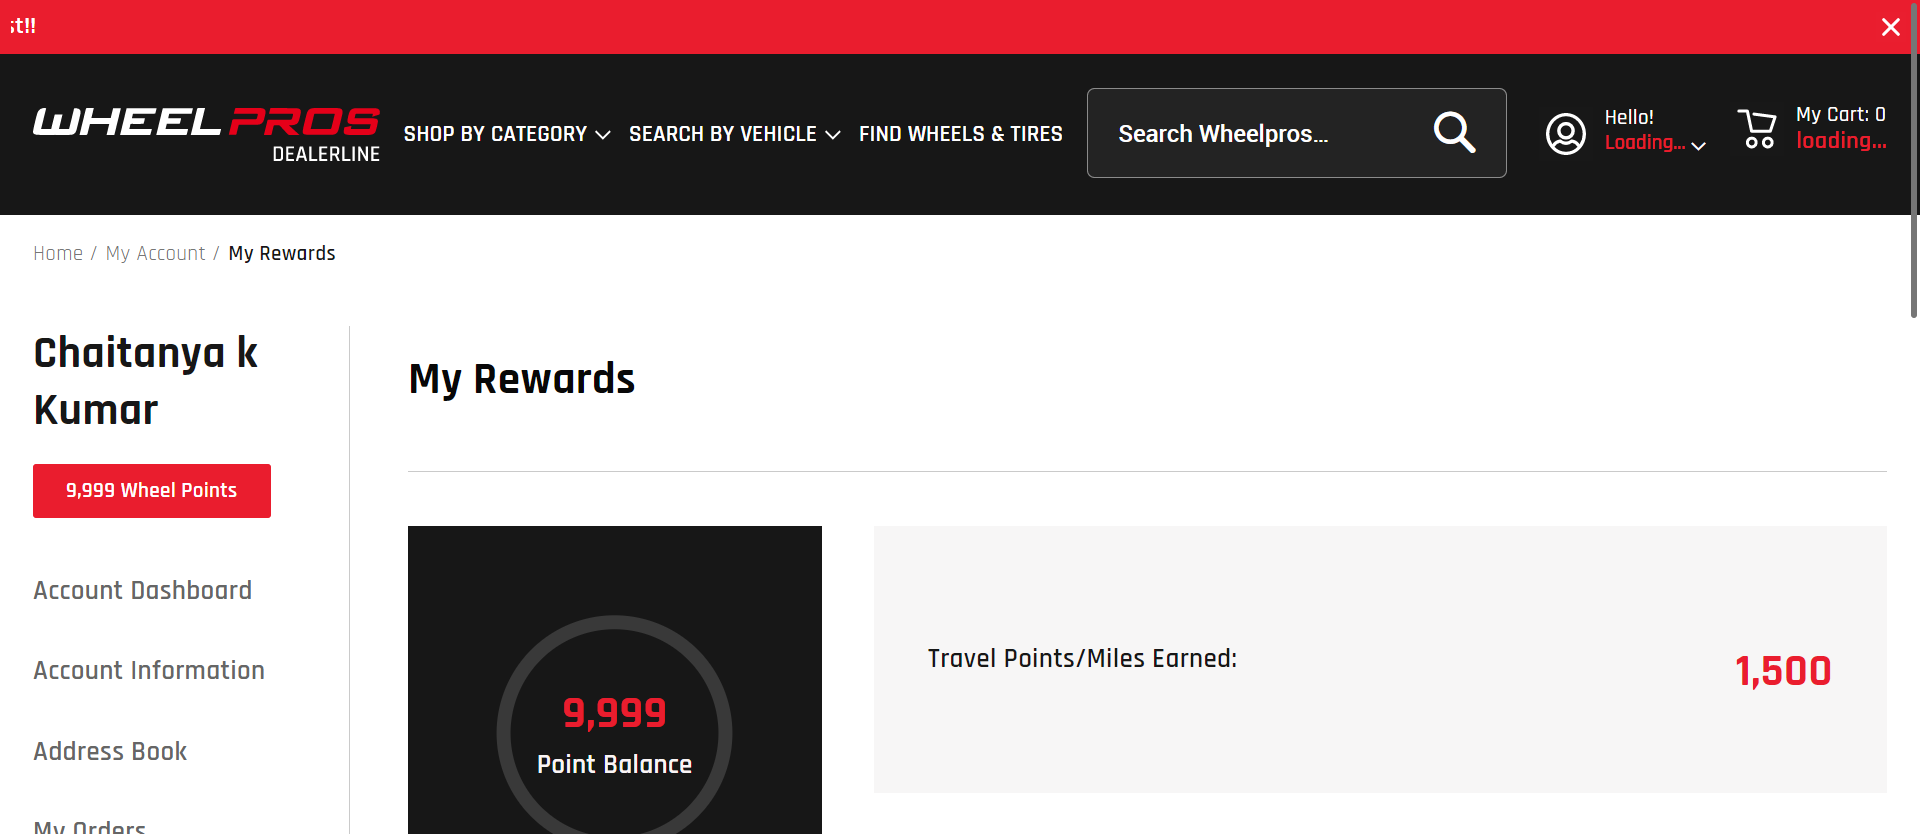 t!!
WHEEL PROS
DEALERLINE
SHOP BY CATEGORY
SEARCH BY VEHICLE
FIND WHEELS & TIRES
Search Wheelpros...
Hello!
Loading...
My Cart: 0
loading...
Home / My Account / My Rewards
Chaitanya k
Kumar
9,999 Wheel Points
Account Dashboard
Account Information
Address Book
My Orders
My Rewards
9,999
Point Balance
Travel Points/Miles Earned:
1,500